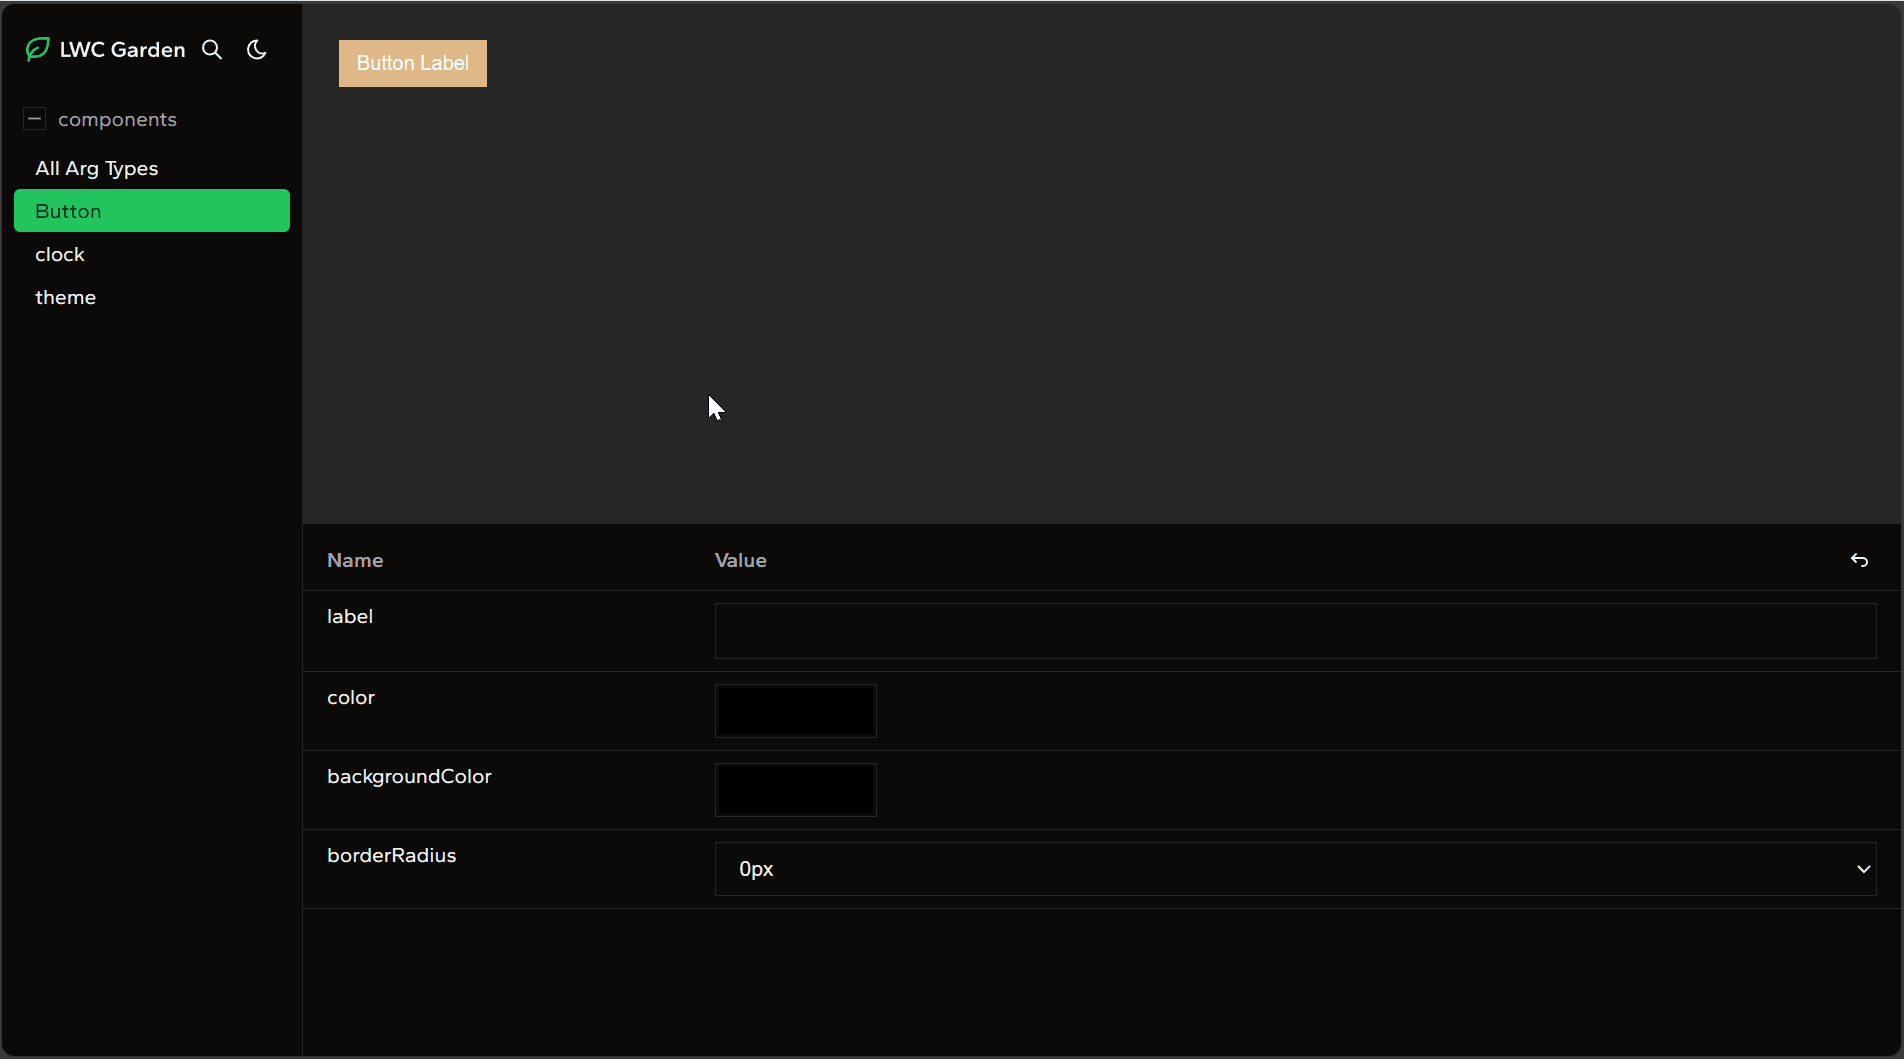 LWC Garden
components
All Arg Types
Button
clock
theme
Button Label
Name Value
label
color
backgroundColor
borderRadius 0px